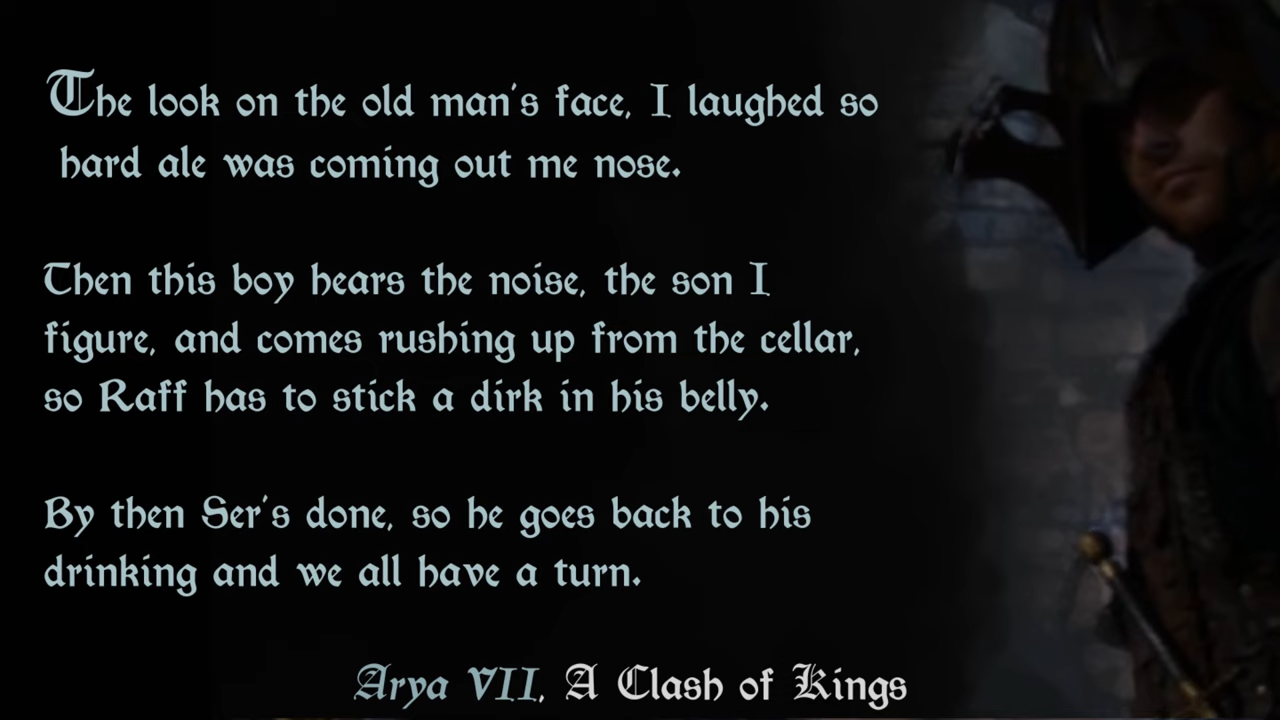 The look on the old man's face, I laughed so
hard ale was coming out me nose.
Then this boy hears the noise, the son I
figure, and comes rushing up from the cellar,
so Raff has to stick a dirk in his belly.
By then Ser's done, so he goes back to his
drinking and we all have a turn.
Arya VII, A Clash of Kings